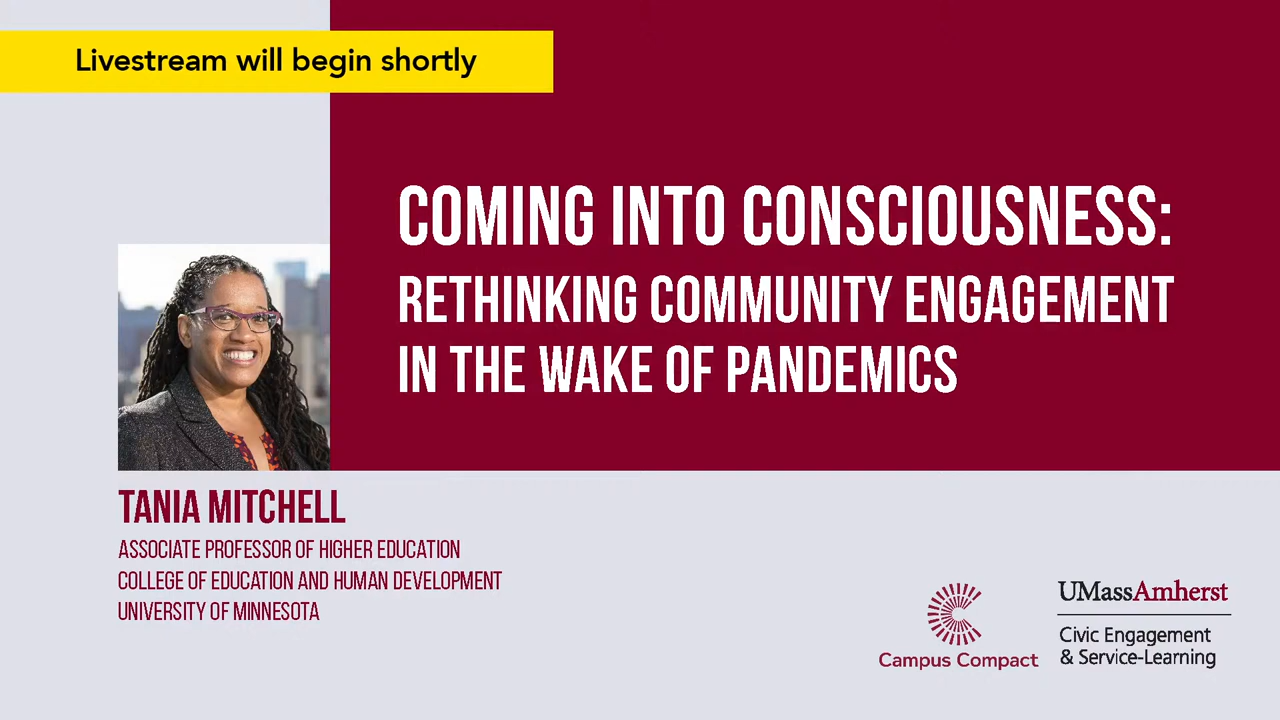 Livestream will begin shortly
COMING INTO CONSCIOUSNESS:
RETHINKING COMMUNITY ENGAGEMENT
IN THE WAKE OF PANDEMICS
TANIA MITCHELL
ASSOCIATE PROFESSOR OF HIGHER EDUCATION
COLLEGE OF EDUCATION AND HUMAN DEVELOPMENT
UNIVERSITY OF MINNESOTA
Campus Compact
UMassAmherst
Civic Engagement
& Service-Learning